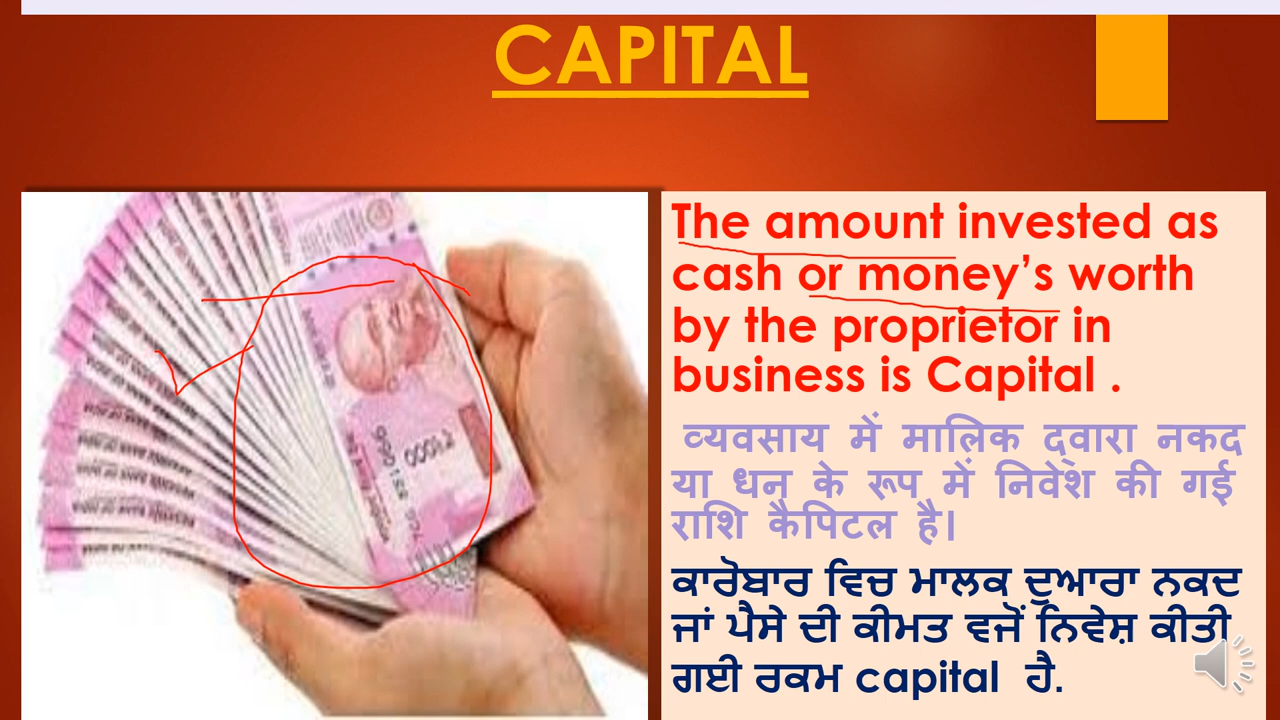 CAPITAL
The amount invested as
cash or money’s worth
by the proprietor in
business is Capital .
व्यवसाय में मालिक द्वारा नकद
या धन के रूप में निवेश की गई
राशि कैपिटल है।
ਕਾਰੋਬਾਰ ਵਿਚ ਮਾਲਕ ਦੁਆਰਾ ਨਕਦ
ਜਾਂ ਪੈਸੇ ਦੀ ਕੀਮਤ ਵਜੋਂ ਨਿਵੇਸ਼ ਕੀਤੀ
ਗਈ ਰਕਮ capital ਹੈ.